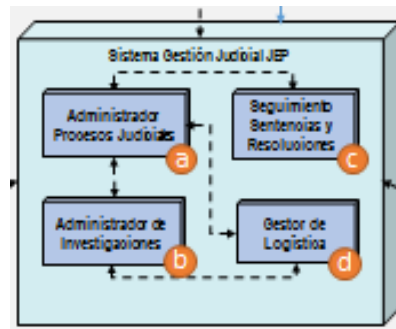 Sistema Gestión Judicial JEP
Administrador
Procesos Judiciales
a
Seguimiento
Sentencias y
Resoluciones
c
Administrador de
Investigaciones
b
Gestor de
Logística
d